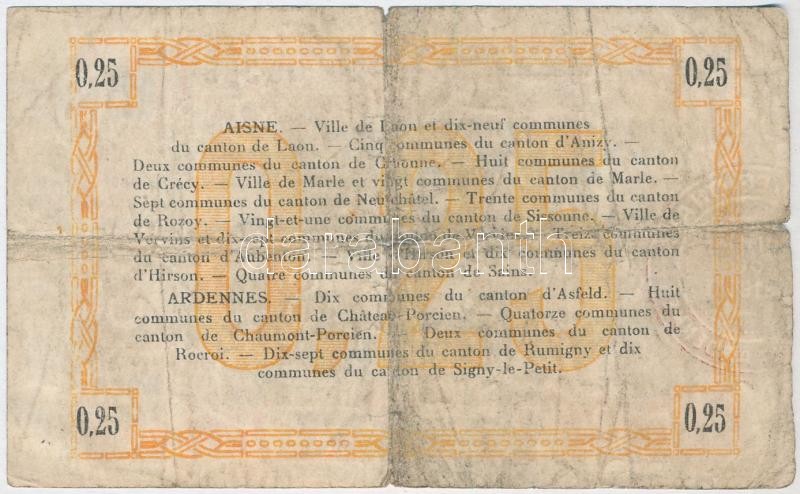 0,25
0,25
AISNE. — Ville de Laon et dix-neuf communes
du canton de Laon. — Cinq communes du canton d'Anizy. —
Deux communes du canton de Craonne. — Huit communes du canton
de Crécy. — Ville de Marle et vingt communes du canton de Marle. —
Sept communes du canton de Neufchâtel. — Trente communes du canton
de Rozoy. — Vingt-et-une communes du canton de Sissonne. — Ville de
Vervins et dix-sept communes du canton de Vervins. — Treize communes
du canton d'Aubenton. — Ville d'Hirson et dix communes du canton
d'Hirson. — Quatre communes du canton de Sains.
ARDENNES. — Dix communes du canton d'Asfeld. — Huit
communes du canton de Château-Porcien. — Quatorze communes du
canton de Chaumont-Porcien. — Deux communes du canton de
Rocroi. — Dix-sept communes du canton de Rumigny et dix
communes du canton de Signy-le-Petit.
0,25
darabanth
0,25
0,25